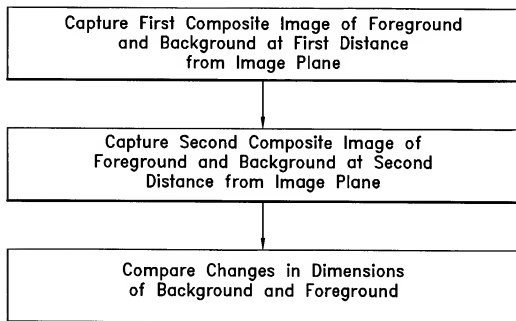 Capture First Composite Image of Foreground
and Background at First Distance
from Image Plane
Capture Second Composite Image of
Foreground and Background at Second
Distance from Image Plane
Compare Changes in Dimensions
of Background and Foreground